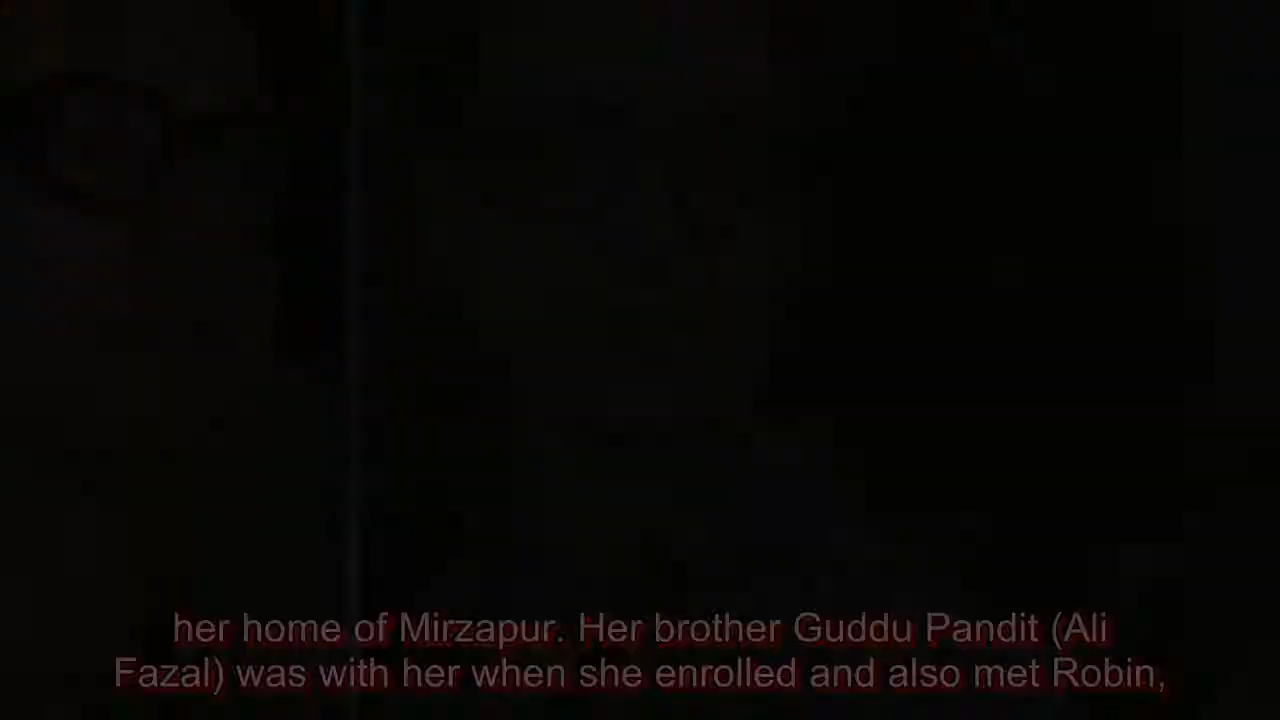 her home of Mirzapur. Her brother Guddu Pandit (Ali
Fazal) was with her when she enrolled and also met Robin,